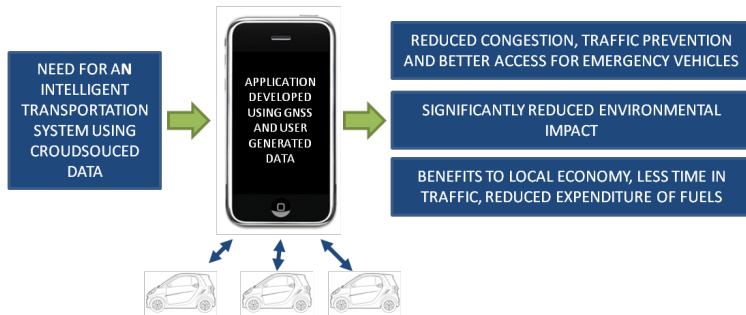 NEED FOR AN
INTELLIGENT
TRANSPORTATION
SYSTEM USING
CROUDSOUCED
DATA
APPLICATION
DEVELOPED
USING GNSS
AND USER
GENERATED
DATA
REDUCED CONGESTION, TRAFFIC PREVENTION
AND BETTER ACCESS FOR EMERGENCY VEHICLES
SIGNIFICANTLY REDUCED ENVIRONMENTAL
IMPACT
BENEFITS TO LOCAL ECONOMY, LESS TIME IN
TRAFFIC, REDUCED EXPENDITURE OF FUELS